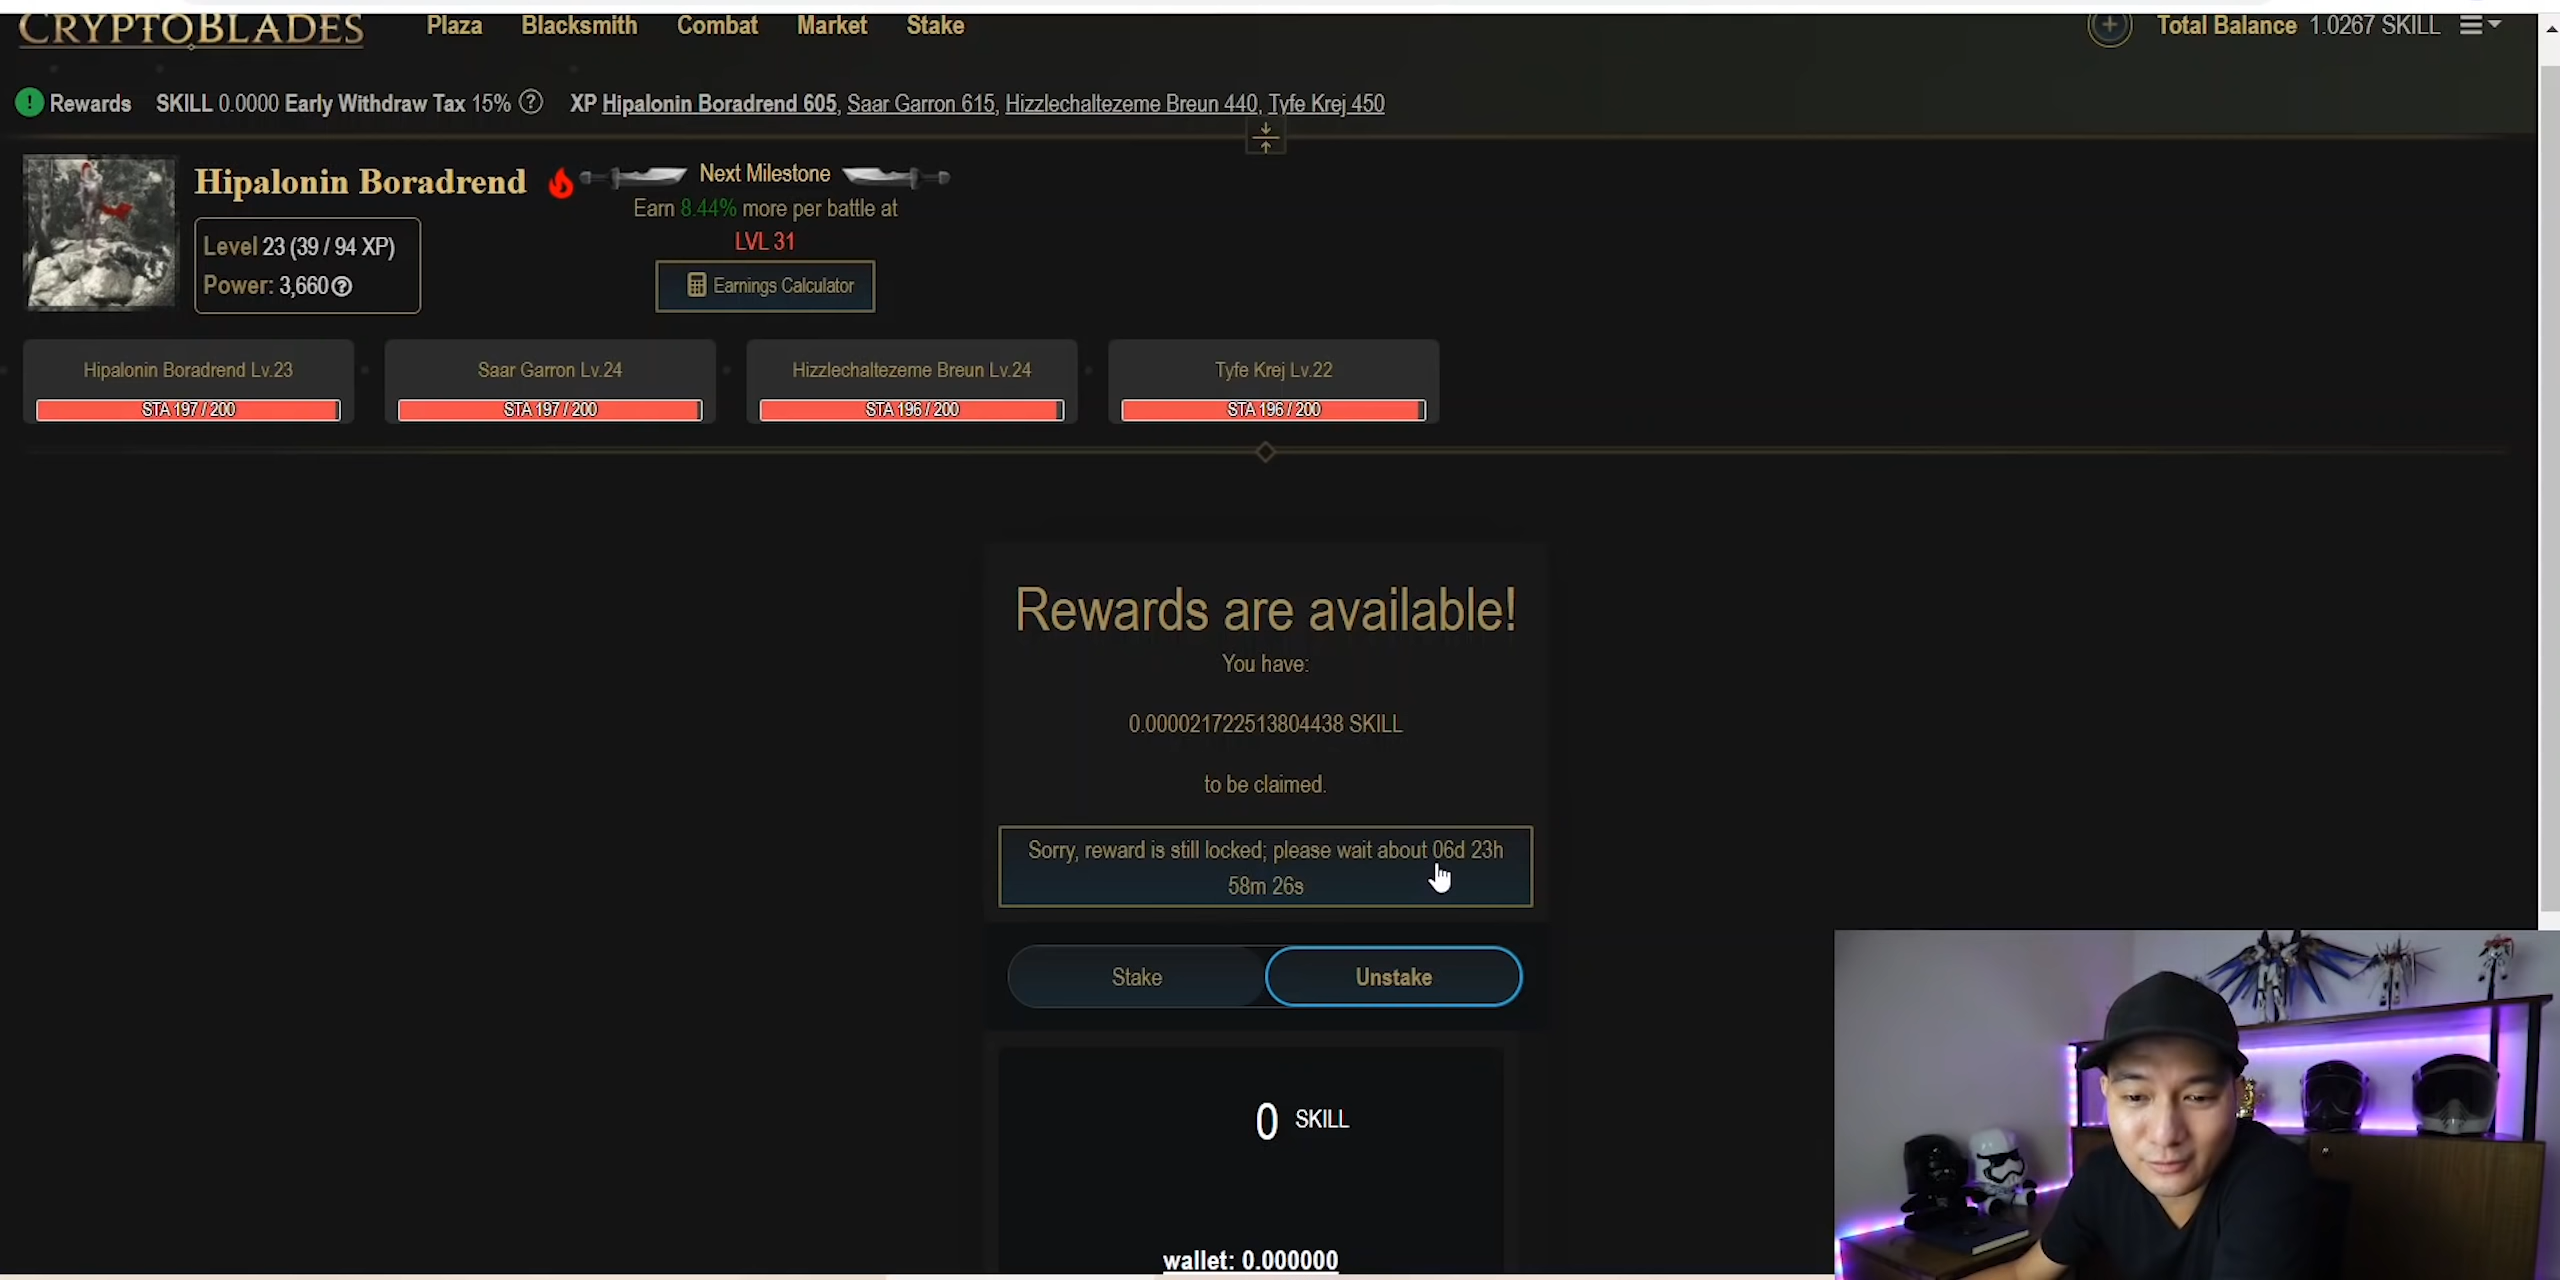 CRYPTOBLADES Plaza Blacksmith Combat Market Stake Total Balance 1.0267 SKILL
Rewards SKILL 0.0000 Early Withdraw Tax 15% XP Hipalonin Boradrend 605, Saar Garron 615, Hizzlechaltezeme Breun 440, Tyfe Krej 450
Hipalonin Boradrend
Level 23 (39 / 94 XP)
Power: 3,660
Next Milestone
Earn 8.44% more per battle at
LVL 31
Earnings Calculator
Hipalonin Boradrend Lv.23 Saar Garron Lv.24 Hizzlechaltezeme Breun Lv.24 Tyfe Krej Lv.22
STA 197 / 200 STA 197 / 200 STA 196 / 200 STA 196 / 200
Rewards are available!
You have:
0.000021722513804438 SKILL
to be claimed.
Sorry, reward is still locked; please wait about 06d 23h
58m 26s
Stake Unstake
0 SKILL
wallet: 0.000000